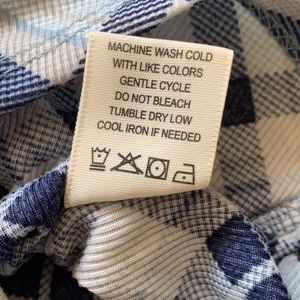 MACHINE WASH COLD
WITH LIKE COLORS
GENTLE CYCLE
DO NOT BLEACH
TUMBLE DRY LOW
COOL IRON IF NEEDED